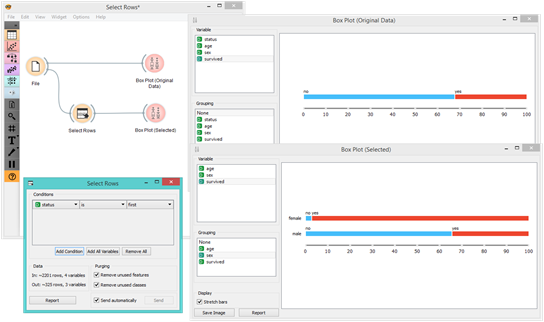 Select Rows*
File Edit View Widget Options Help
File
Box Plot (Original
Data)
Select Rows
Box Plot (Selected)
Select Rows
Conditions
status is first
Add Condition Add All Variables Remove All
Data
In: ~2201 rows, 4 variables
Out: ~325 rows, 3 variables
Purging
Remove unused features
Remove unused classes
Report
Send automatically
Send
Box Plot (Original Data)
Variable
status
age
sex
survived
Grouping
None
status
age
sex
survived
no yes
0 10 20 30 40 50 60 70 80 90 100
Box Plot (Selected)
Variable
age
sex
survived
Grouping
None
age
sex
survived
Display
Stretch bars
Save Image Report
no yes
female
no yes
male
0 10 20 30 40 50 60 70 80 90 100